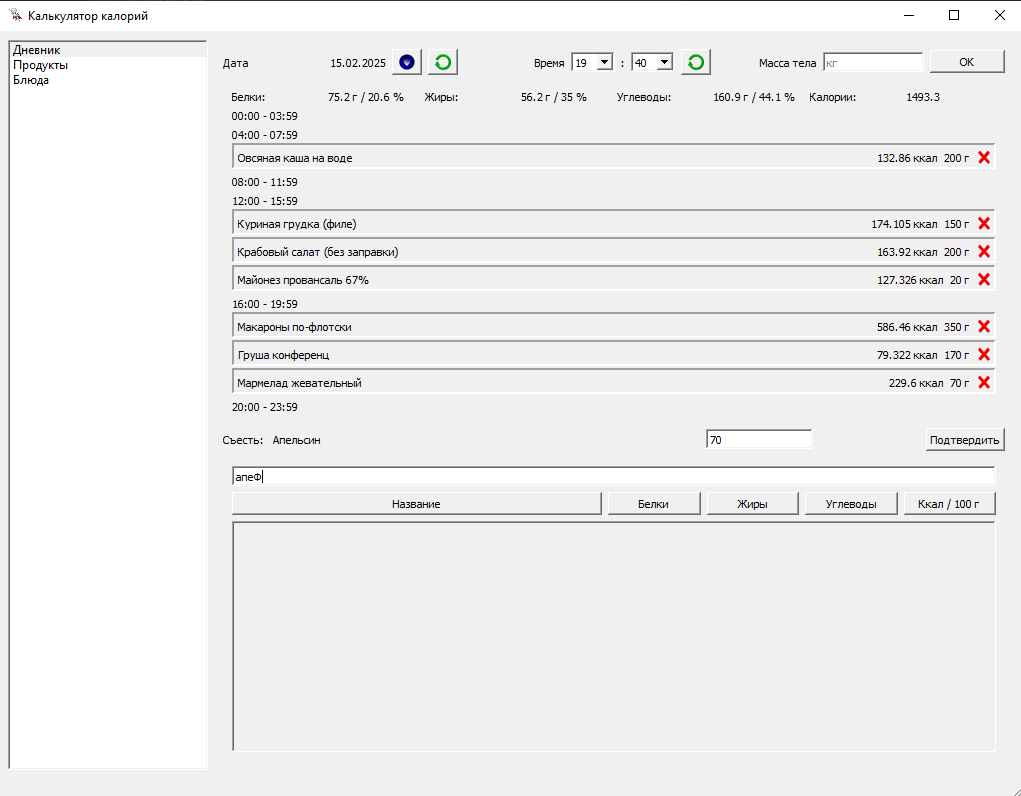 Калькулятор калорий
Дневник
Продукты
Блюда
Дата 15.02.2025 Время 19 : 40 Масса тела кг OK
Белки: 75.2 г / 20.6 % Жиры: 56.2 г / 35 % Углеводы: 160.9 г / 44.1 % Калории: 1493.3
00:00 - 03:59
04:00 - 07:59
Овсяная каша на воде 132.86 ккал 200 г
08:00 - 11:59
12:00 - 15:59
Куриная грудка (филе) 174.105 ккал 150 г
Крабовый салат (без заправки) 163.92 ккал 200 г
Майонез провансаль 67% 127.326 ккал 20 г
16:00 - 19:59
Макароны по-флотски 586.46 ккал 350 г
Груша конференц 79.322 ккал 170 г
Мармелад жевательный 229.6 ккал 70 г
20:00 - 23:59
Съесть: Апельсин 70 Подтвердить
апеФ
Название Белки Жиры Углеводы Ккал / 100 г